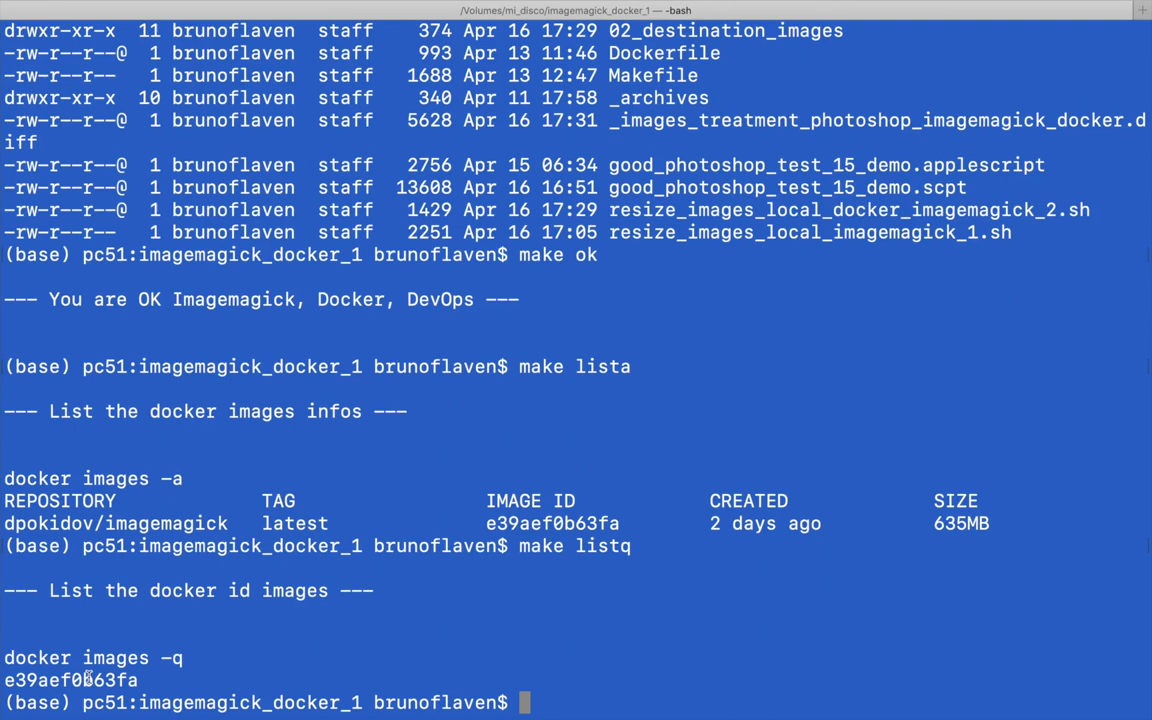 /Volumes/mi_disco/imagemagick_docker_1 — -bash
drwxr-xr-x  11 brunoflaven  staff    374 Apr 16 17:29 02_destination_images
-rw-r--r--@  1 brunoflaven  staff    993 Apr 13 11:46 Dockerfile
-rw-r--r--   1 brunoflaven  staff   1688 Apr 13 12:47 Makefile
drwxr-xr-x  10 brunoflaven  staff    340 Apr 11 17:58 _archives
-rw-r--r--@  1 brunoflaven  staff   5628 Apr 16 17:31 _images_treatment_photoshop_imagemagick_docker.d
iff
-rw-r--r--@  1 brunoflaven  staff   2756 Apr 15 06:34 good_photoshop_test_15_demo.applescript
-rw-r--r--@  1 brunoflaven  staff  13608 Apr 16 16:51 good_photoshop_test_15_demo.scpt
-rw-r--r--@  1 brunoflaven  staff   1429 Apr 16 17:29 resize_images_local_docker_imagemagick_2.sh
-rw-r--r--   1 brunoflaven  staff   2251 Apr 16 17:05 resize_images_local_imagemagick_1.sh
(base) pc51:imagemagick_docker_1 brunoflaven$ make ok
--- You are OK Imagemagick, Docker, DevOps ---
(base) pc51:imagemagick_docker_1 brunoflaven$ make lista
--- List the docker images infos ---
docker images -a
REPOSITORY             TAG                 IMAGE ID            CREATED             SIZE
dpokidov/imagemagick   latest              e39aef0b63fa        2 days ago          635MB
(base) pc51:imagemagick_docker_1 brunoflaven$ make listq
--- List the docker id images ---
docker images -q
e39aef0b63fa
(base) pc51:imagemagick_docker_1 brunoflaven$